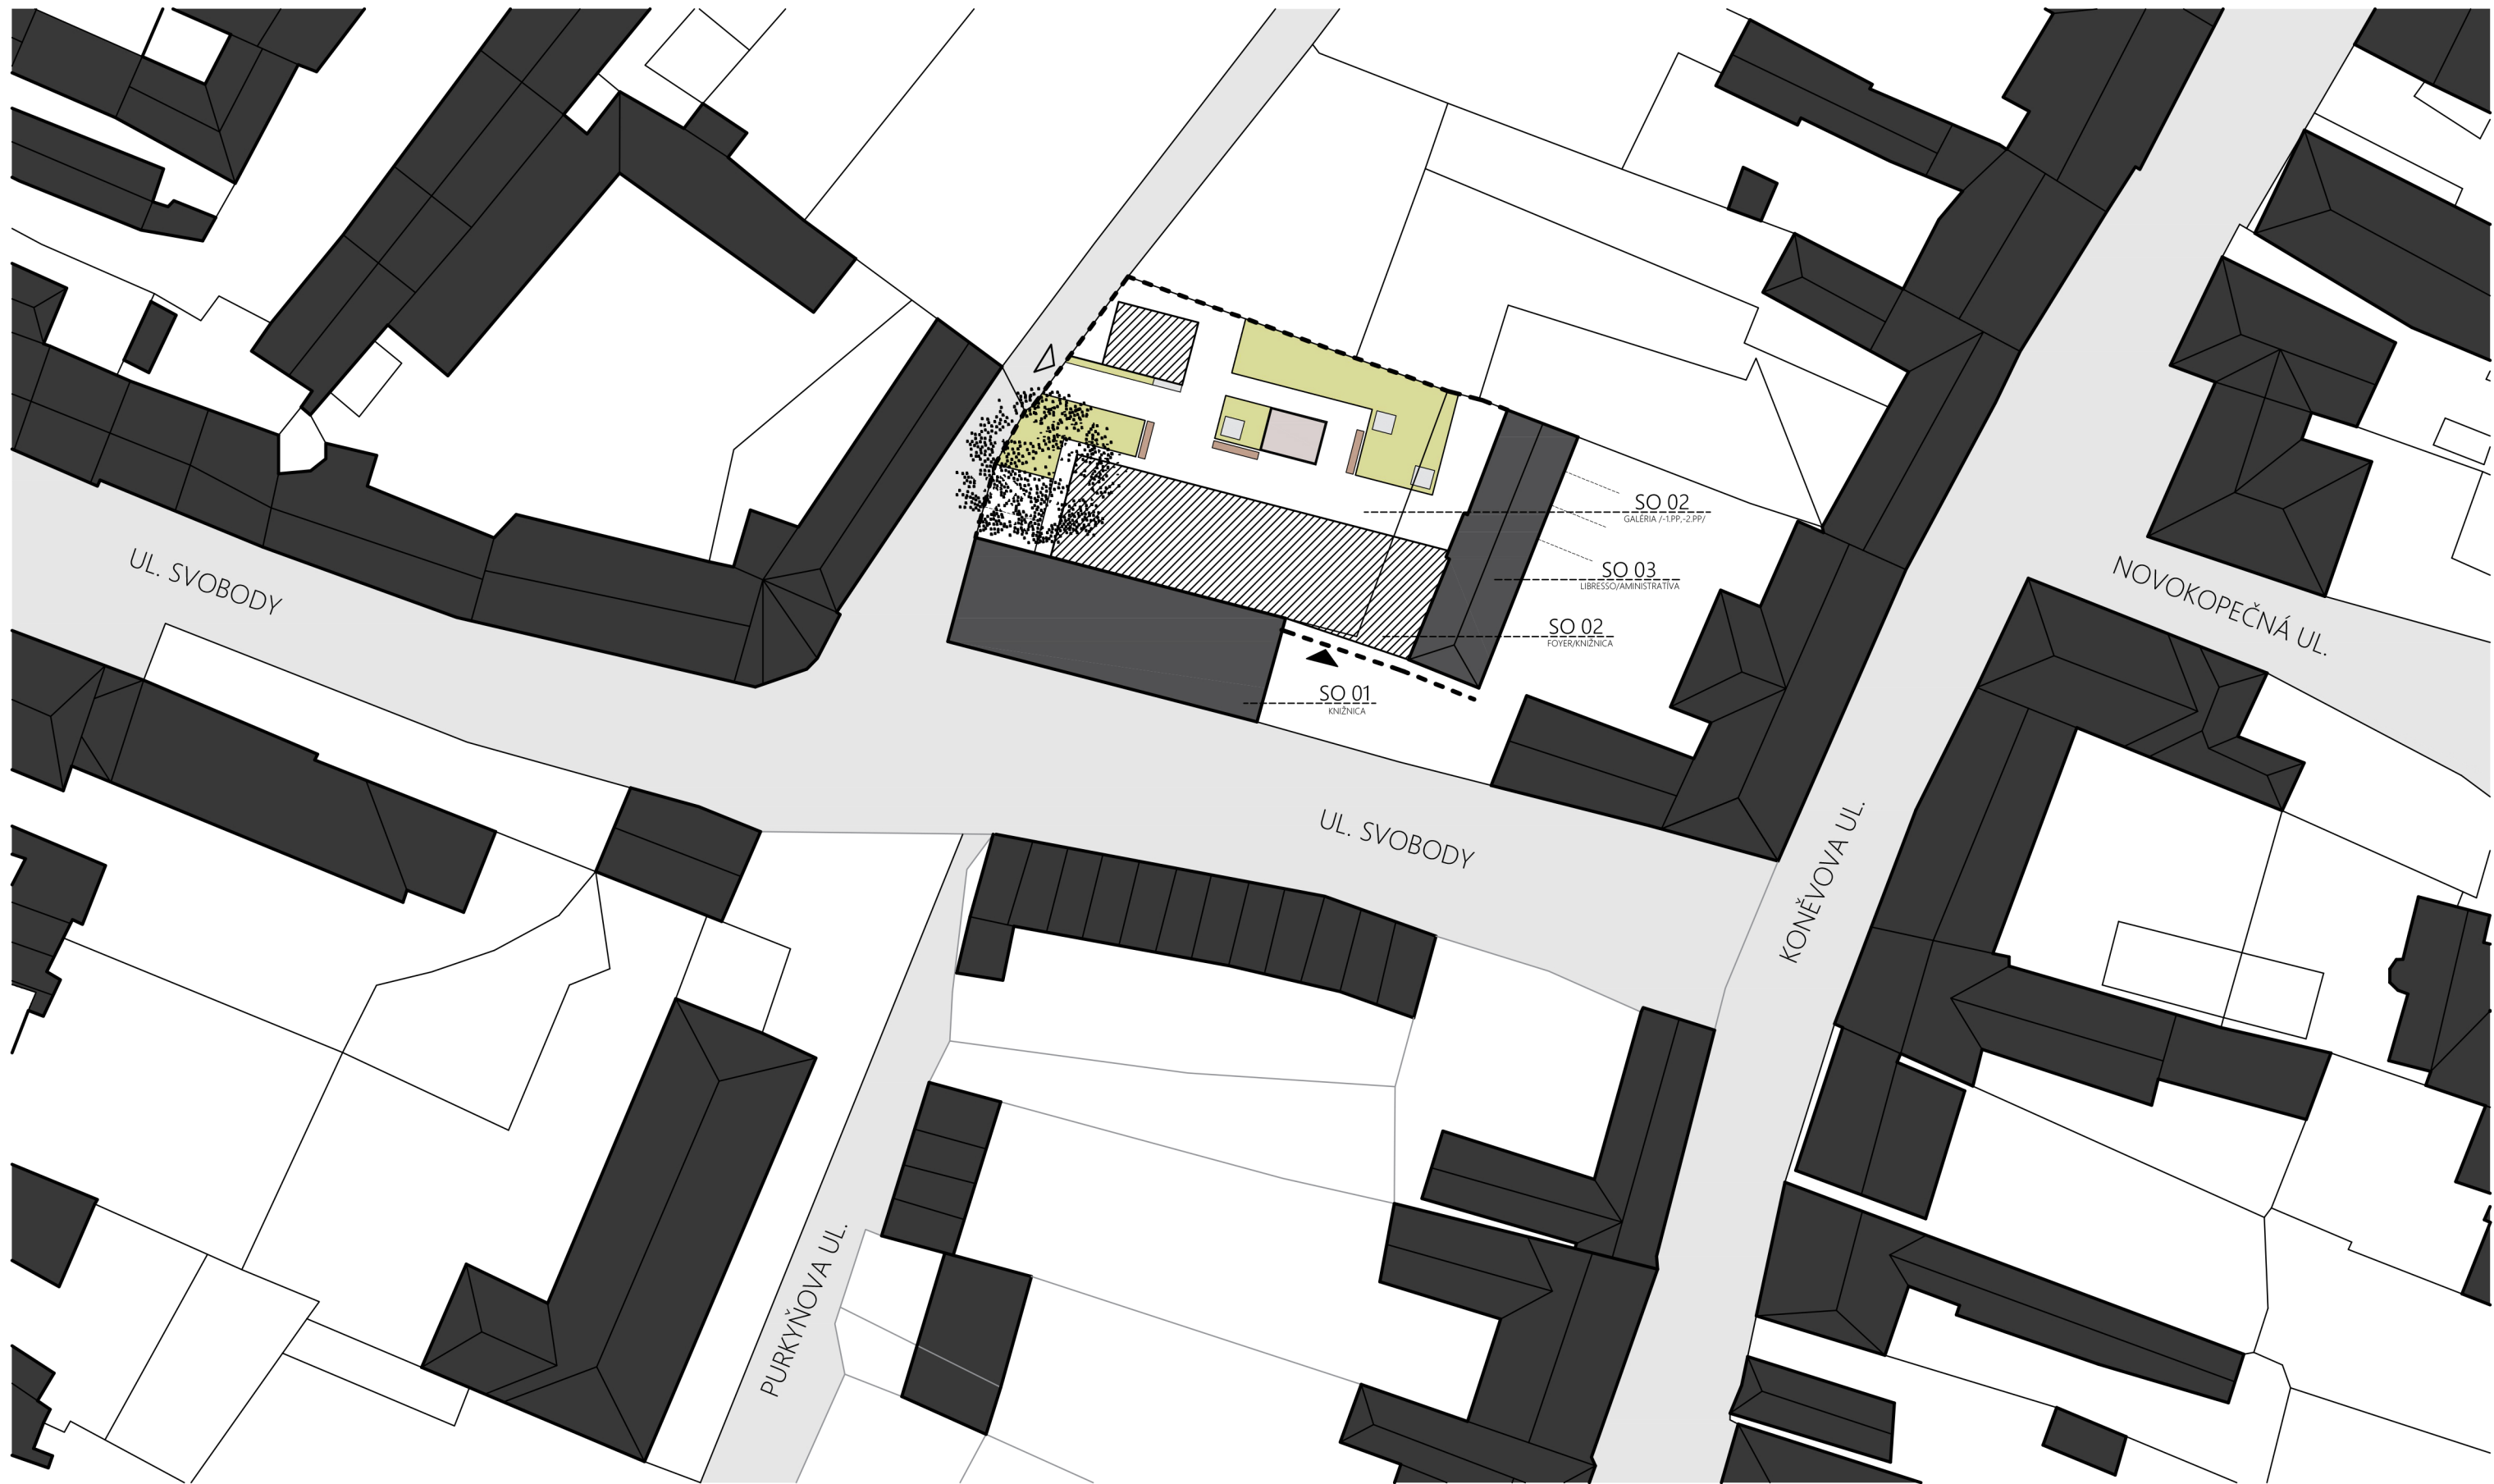 SO 02
GALÉRIA /-1.PP,-2.PP/
SO 03
LIBRESSO/AMINISTRATÍVA
SO 02
FOYER/KNIŽNICA
SO 01
KNIŽNICA
UL. SVOBODY
NOVOKOPEČNÁ UL.
UL. SVOBODY
KONĚVOVA UL.
PURKYŇOVA UL.